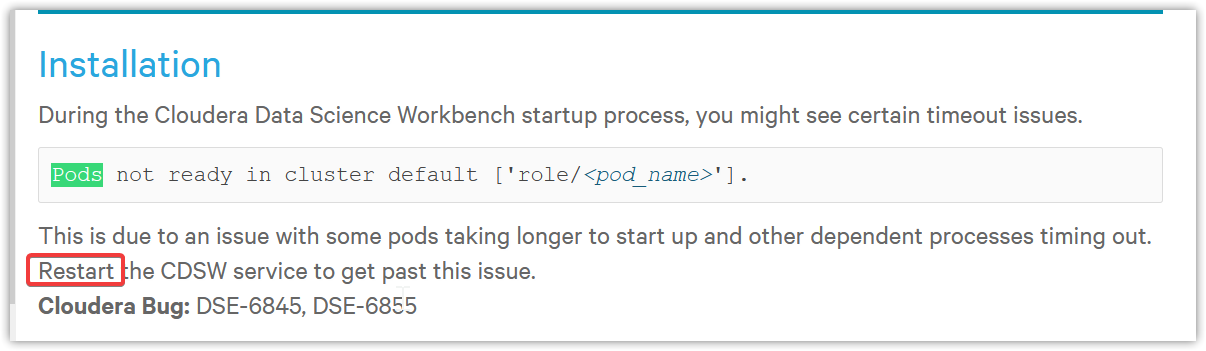 Installation
During the Cloudera Data Science Workbench startup process, you might see certain timeout issues.
Pods not ready in cluster default ['role/<pod_name>'].
This is due to an issue with some pods taking longer to start up and other dependent processes timing out.
Restart the CDSW service to get past this issue.
Cloudera Bug: DSE-6845, DSE-6855